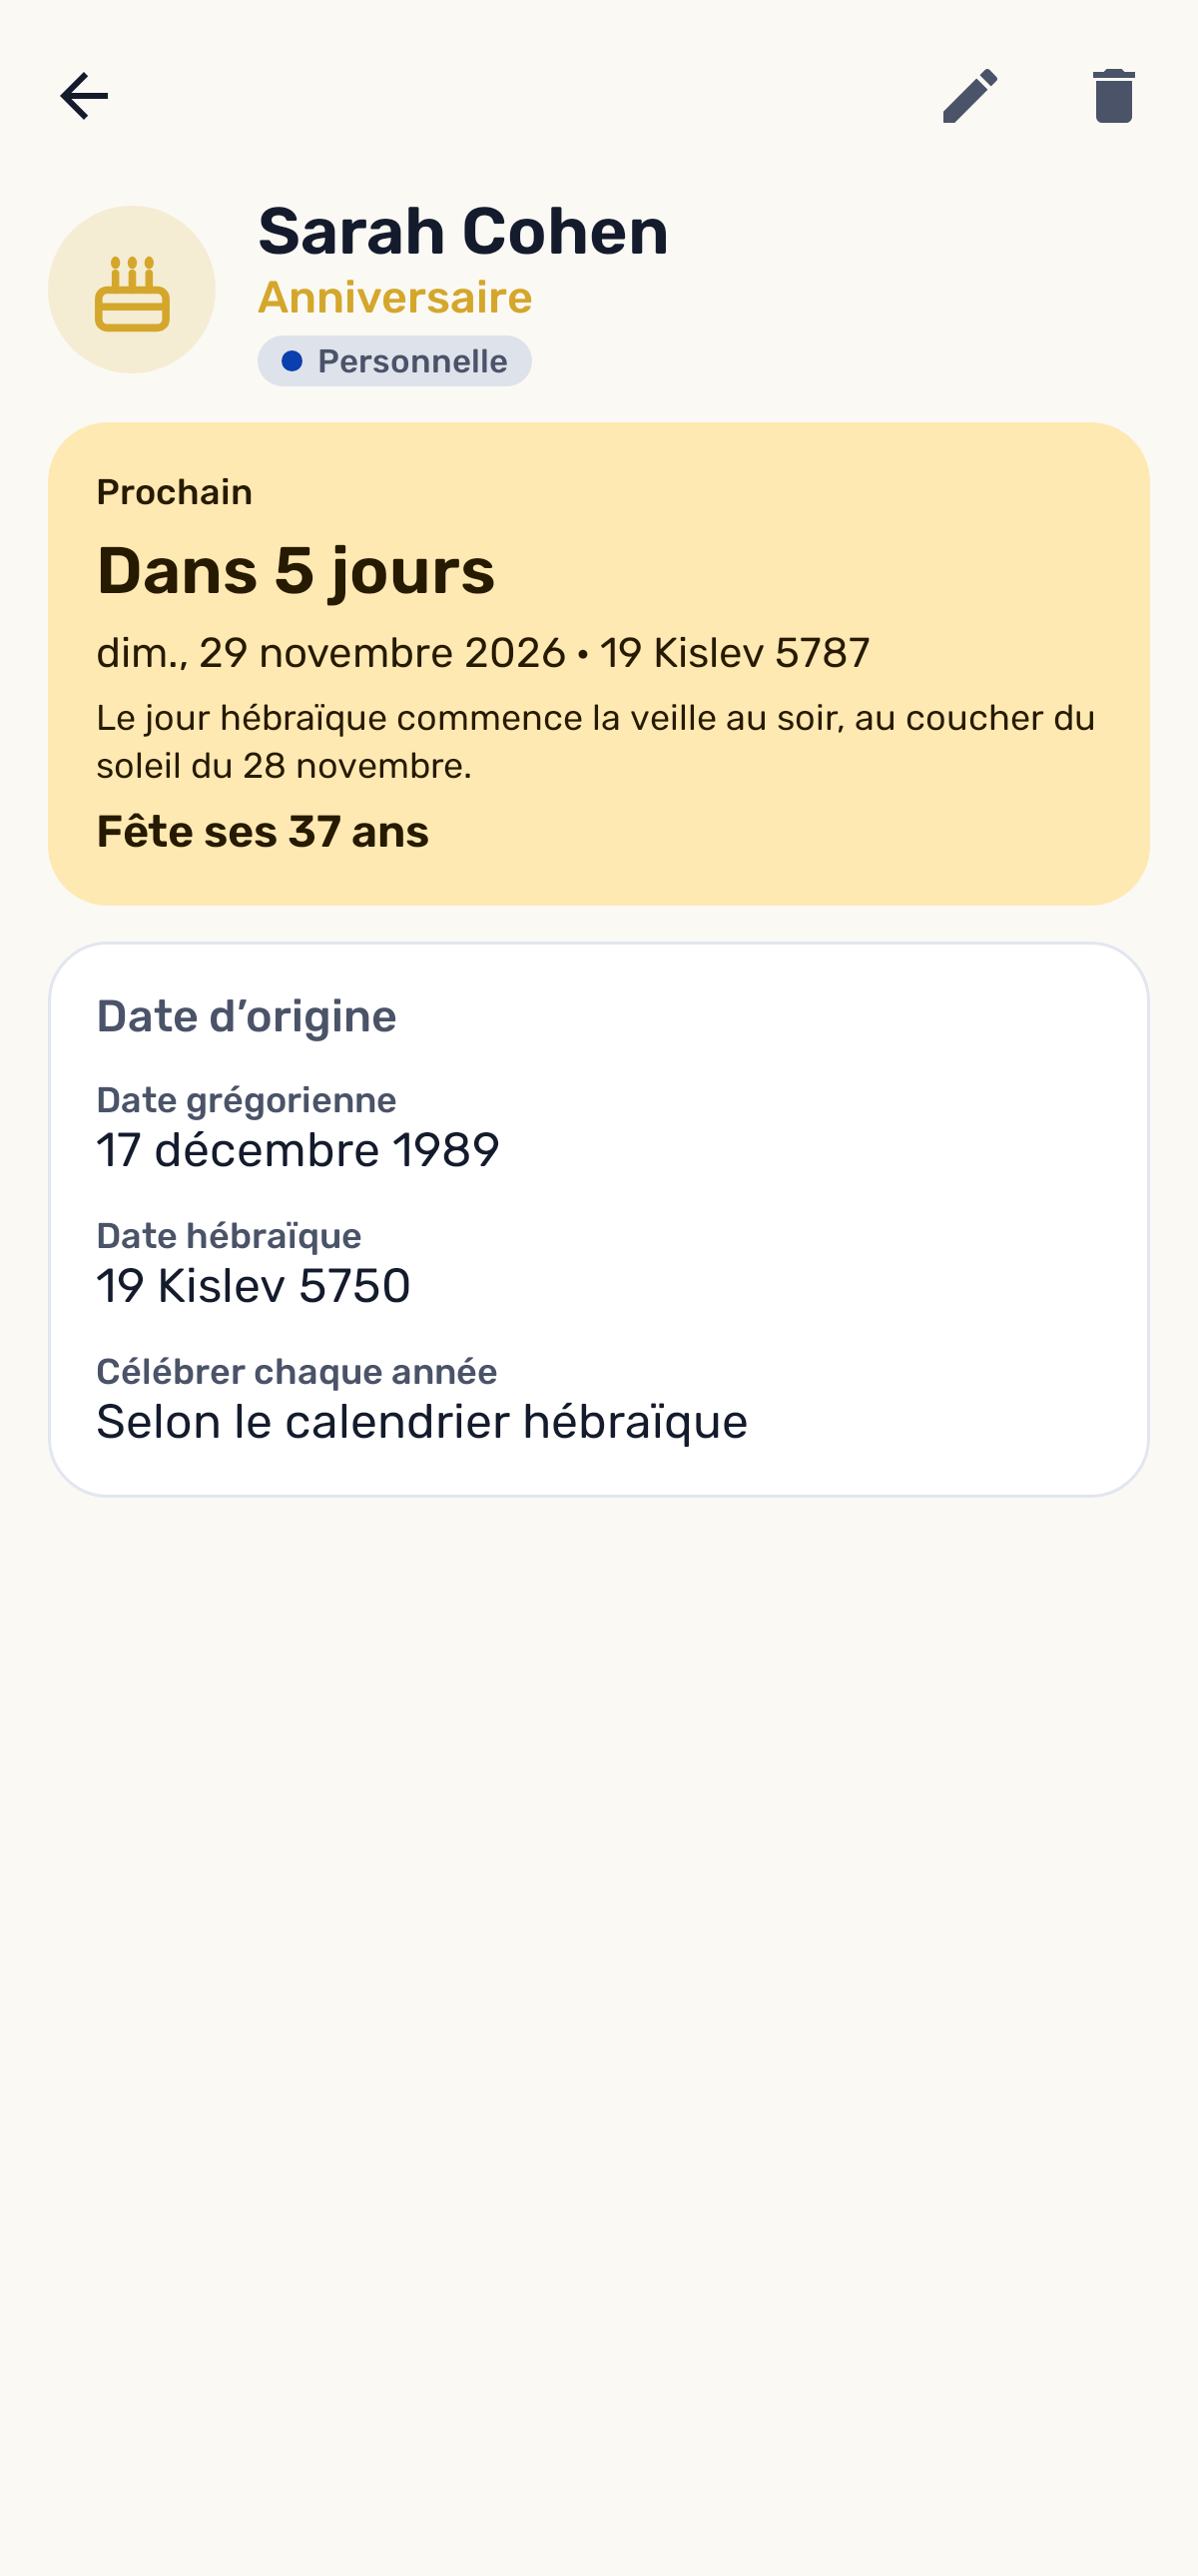 Sarah Cohen
Anniversaire
Personnelle
Prochain
Dans 5 jours
dim., 29 novembre 2026 • 19 Kislev 5787
Le jour hébraïque commence la veille au soir, au coucher du
soleil du 28 novembre.
Fête ses 37 ans
Date d’origine
Date grégorienne
17 décembre 1989
Date hébraïque
19 Kislev 5750
Célébrer chaque année
Selon le calendrier hébraïque